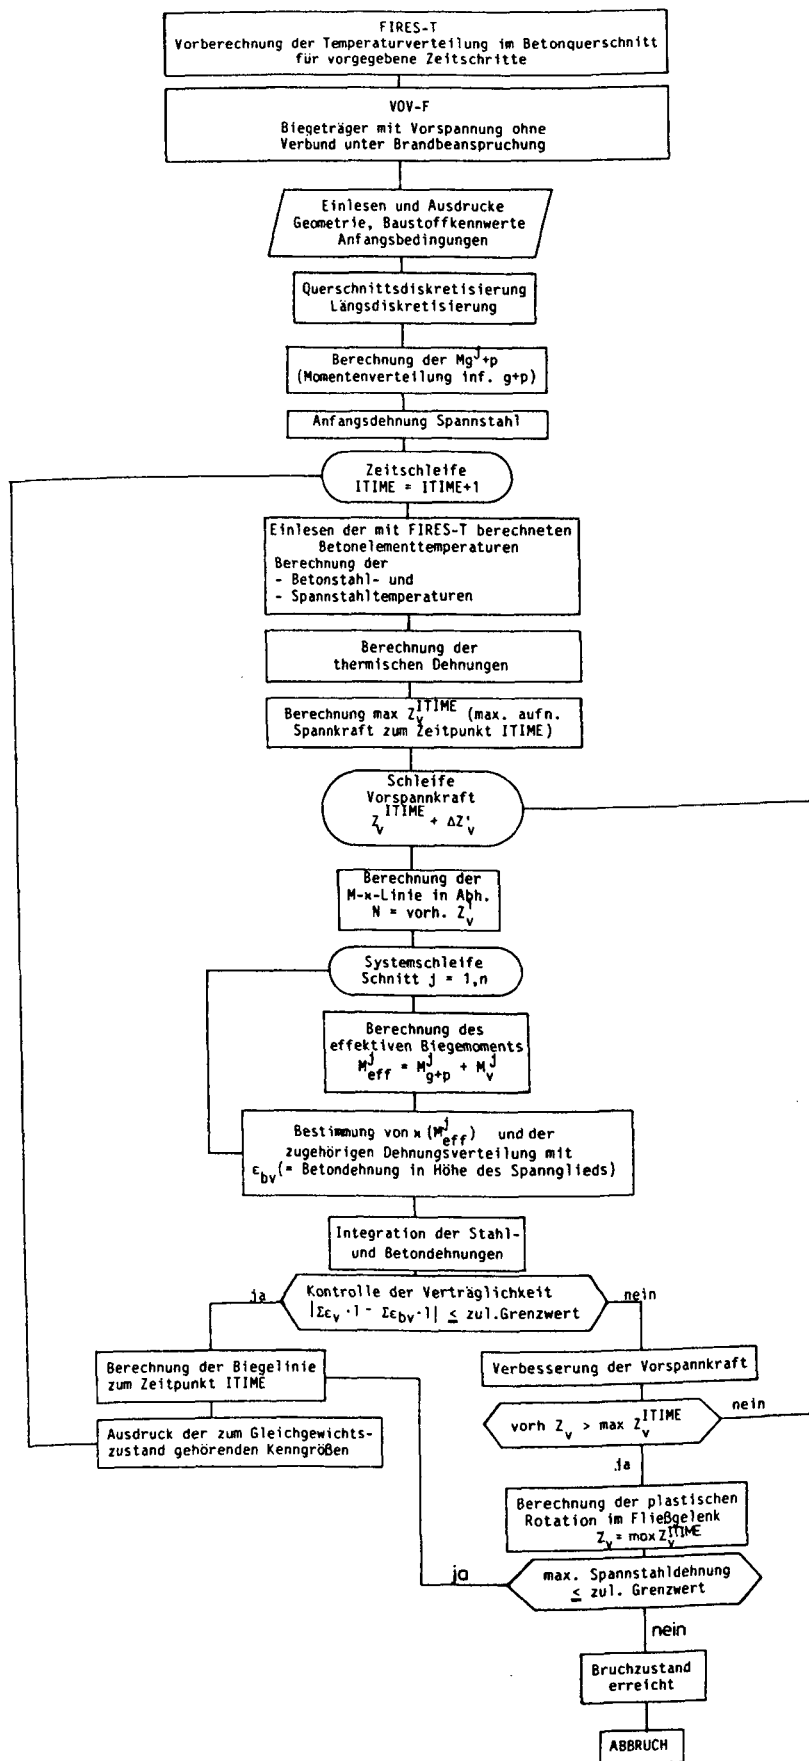 FIRES-T
Vorberechnung der Temperaturverteilung im Betonquerschnitt
für vorgegebene Zeitschritte
VOV-F
Biegeträger mit Vorspannung ohne
Verbund unter Brandbeanspruchung
Einlesen und Ausdrucke
Geometrie, Baustoffkennwerte
Anfangsbedingungen
Querschnittsdiskretisierung
Längsdiskretisierung
Berechnung der Mg^j+p
(Momentenverteilung inf. g+p)
Anfangsdehnung Spannstahl
Zeitschleife
ITIME = ITIME+1
Einlesen der mit FIRES-T berechneten
Betonelementtemperaturen
Berechnung der
- Betonstahl- und
- Spannstahltemperaturen
Berechnung der
thermischen Dehnungen
Berechnung max Z_v^ITIME (max. aufn.
Spannkraft zum Zeitpunkt ITIME)
Schleife
Vorspannkraft
Z_v^ITIME + ΔZ'_v
Berechnung der
M-ϰ-Linie in Abh.
N = vorh. Z_v^i
Systemschleife
Schnitt j = 1,n
Berechnung des
effektiven Biegemoments
M_eff^j = M_g+p^j + M_v^j
Bestimmung von ϰ (M_eff^j) und der
zugehörigen Dehnungsverteilung mit
ε_bv (= Betondehnung in Höhe des Spannglieds)
Integration der Stahl-
und Betondehnungen
ja
Kontrolle der Verträglichkeit
|Σε_v ·l - Σε_bv ·l| ≤ zul.Grenzwert
nein
Berechnung der Biegelinie
zum Zeitpunkt ITIME
Verbesserung der Vorspannkraft
Ausdruck der zum Gleichgewichts-
zustand gehörenden Kenngrößen
vorh Z_v > max Z_v^ITIME
nein
ja
Berechnung der plastischen
Rotation im Fließgelenk
Z_v = max Z_v^ITIME
ja
max. Spannstahldehnung
≤ zul. Grenzwert
nein
Bruchzustand
erreicht
ABBRUCH